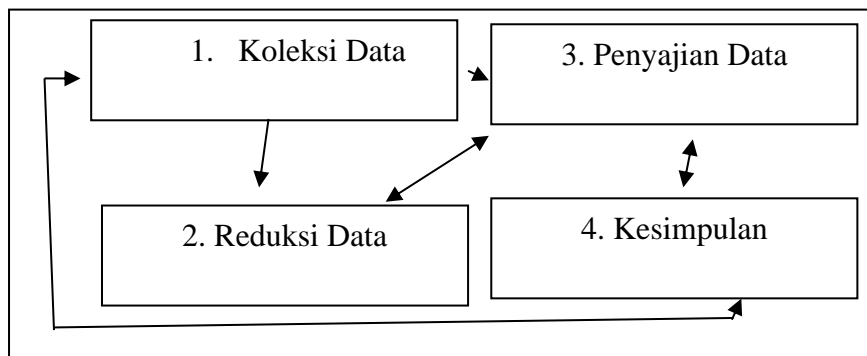 1. Koleksi Data
3. Penyajian Data
2. Reduksi Data
4. Kesimpulan